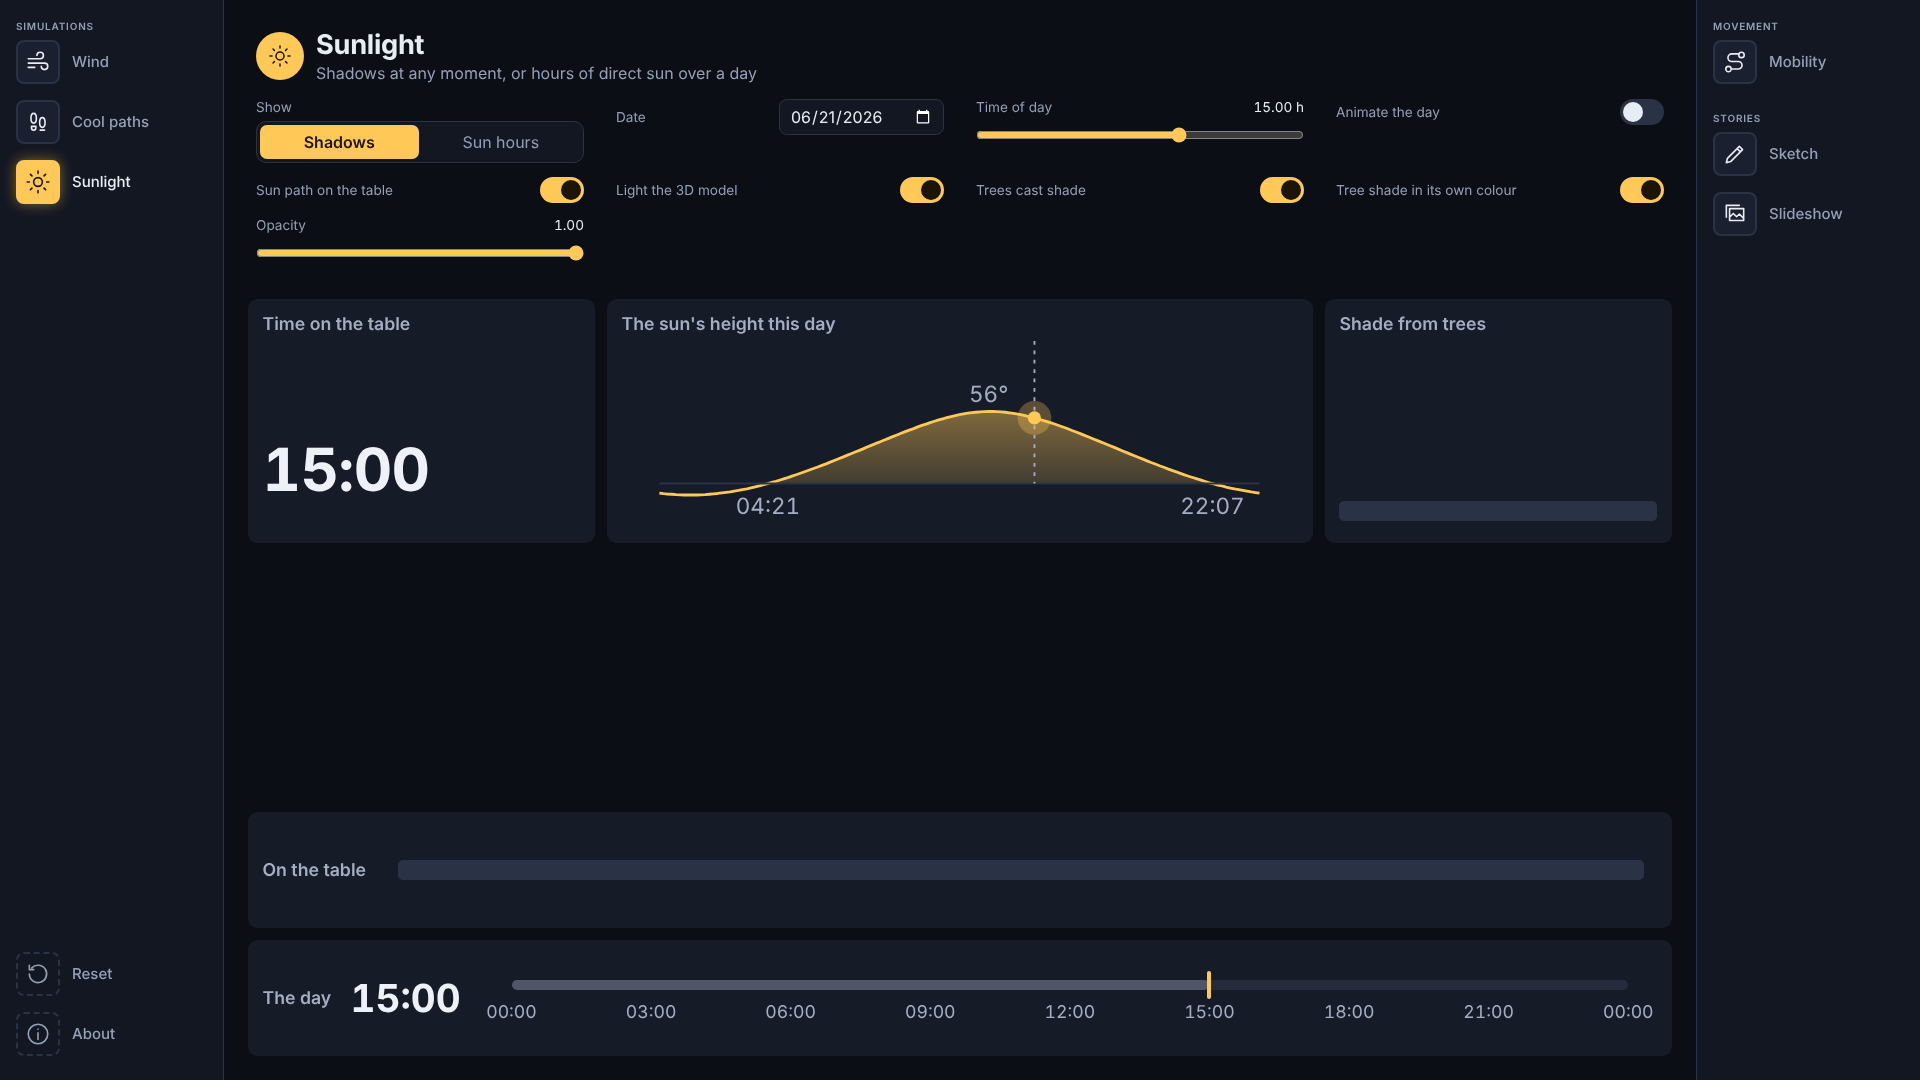 SIMULATIONS
Wind
Cool paths
Sunlight
Reset
About
Sunlight
Shadows at any moment, or hours of direct sun over a day
Show
Shadows
Sun hours
Date
06/21/2026
Time of day
15.00 h
Animate the day
Sun path on the table
Light the 3D model
Trees cast shade
Tree shade in its own colour
Opacity
1.00
Time on the table
15:00
The sun's height this day
56°
04:21
22:07
Shade from trees
On the table
The day
15:00
00:00
03:00
06:00
09:00
12:00
15:00
18:00
21:00
00:00
MOVEMENT
Mobility
STORIES
Sketch
Slideshow